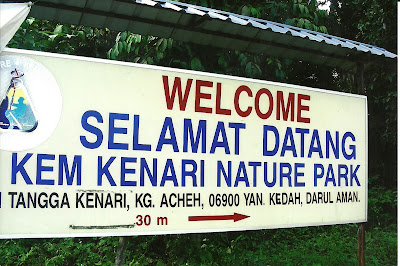 WELCOME
SELAMAT DATANG
KEM KENARI NATURE PARK
TANGGA KENARI, KG. ACHEH, 06900 YAN. KEDAH, DARUL AMAN.
30 m